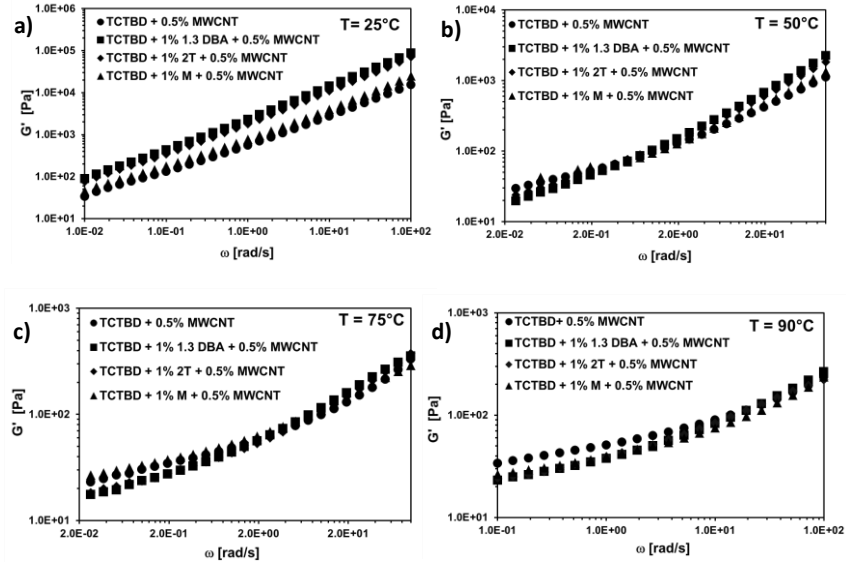 a)
T= 25°C
TCTBD + 0.5% MWCNT
TCTBD + 1% 1.3 DBA + 0.5% MWCNT
TCTBD + 1% 2T + 0.5% MWCNT
TCTBD + 1% M + 0.5% MWCNT
1.0E+06
1.0E+05
1.0E+04
1.0E+03
1.0E+02
1.0E+01
G' [Pa]
1.0E-02 1.0E-01 1.0E+00 1.0E+01 1.0E+02
ω [rad/s]
b)
T = 50°C
TCTBD + 0.5% MWCNT
TCTBD + 1% 1.3 DBA + 0.5% MWCNT
TCTBD + 1% 2T + 0.5% MWCNT
TCTBD + 1% M + 0.5% MWCNT
1.0E+04
1.0E+03
1.0E+02
1.0E+01
G' [Pa]
2.0E-02 2.0E-01 2.0E+00 2.0E+01
ω [rad/s]
c)
T = 75°C
TCTBD + 0.5% MWCNT
TCTBD + 1% 1.3 DBA + 0.5% MWCNT
TCTBD + 1% 2T + 0.5% MWCNT
TCTBD + 1% M + 0.5% MWCNT
1.0E+03
1.0E+02
1.0E+01
G' [Pa]
2.0E-02 2.0E-01 2.0E+00 2.0E+01
ω [rad/s]
d)
T = 90°C
TCTBD+ 0.5% MWCNT
TCTBD + 1% 1.3 DBA + 0.5% MWCNT
TCTBD + 1% 2T + 0.5% MWCNT
TCTBD + 1% M + 0.5% MWCNT
1.0E+03
1.0E+02
1.0E+01
G' [Pa]
1.0E-01 1.0E+00 1.0E+01 1.0E+02
ω [rad/s]